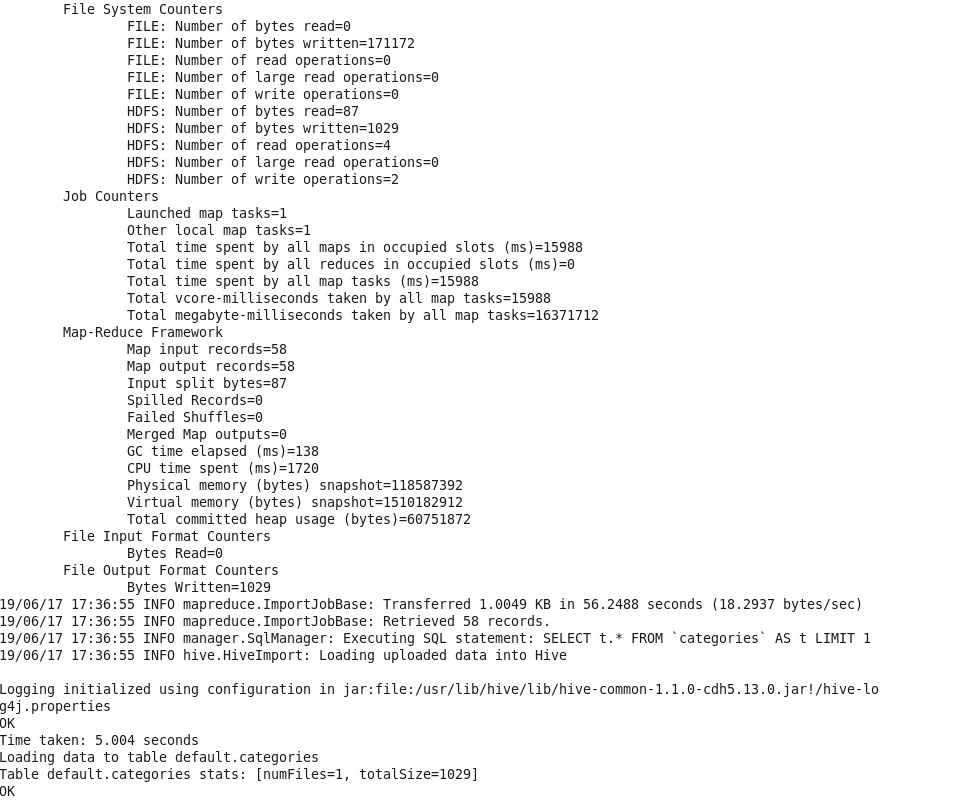 File System Counters
FILE: Number of bytes read=0
FILE: Number of bytes written=171172
FILE: Number of read operations=0
FILE: Number of large read operations=0
FILE: Number of write operations=0
HDFS: Number of bytes read=87
HDFS: Number of bytes written=1029
HDFS: Number of read operations=4
HDFS: Number of large read operations=0
HDFS: Number of write operations=2
Job Counters
Launched map tasks=1
Other local map tasks=1
Total time spent by all maps in occupied slots (ms)=15988
Total time spent by all reduces in occupied slots (ms)=0
Total time spent by all map tasks (ms)=15988
Total vcore-milliseconds taken by all map tasks=15988
Total megabyte-milliseconds taken by all map tasks=16371712
Map-Reduce Framework
Map input records=58
Map output records=58
Input split bytes=87
Spilled Records=0
Failed Shuffles=0
Merged Map outputs=0
GC time elapsed (ms)=138
CPU time spent (ms)=1720
Physical memory (bytes) snapshot=118587392
Virtual memory (bytes) snapshot=1510182912
Total committed heap usage (bytes)=60751872
File Input Format Counters
Bytes Read=0
File Output Format Counters
Bytes Written=1029
19/06/17 17:36:55 INFO mapreduce.ImportJobBase: Transferred 1.0049 KB in 56.2488 seconds (18.2937 bytes/sec)
19/06/17 17:36:55 INFO mapreduce.ImportJobBase: Retrieved 58 records.
19/06/17 17:36:55 INFO manager.SqlManager: Executing SQL statement: SELECT t.* FROM `categories` AS t LIMIT 1
19/06/17 17:36:55 INFO hive.HiveImport: Loading uploaded data into Hive
Logging initialized using configuration in jar:file:/usr/lib/hive/lib/hive-common-1.1.0-cdh5.13.0.jar!/hive-lo
g4j.properties
OK
Time taken: 5.004 seconds
Loading data to table default.categories
Table default.categories stats: [numFiles=1, totalSize=1029]
OK